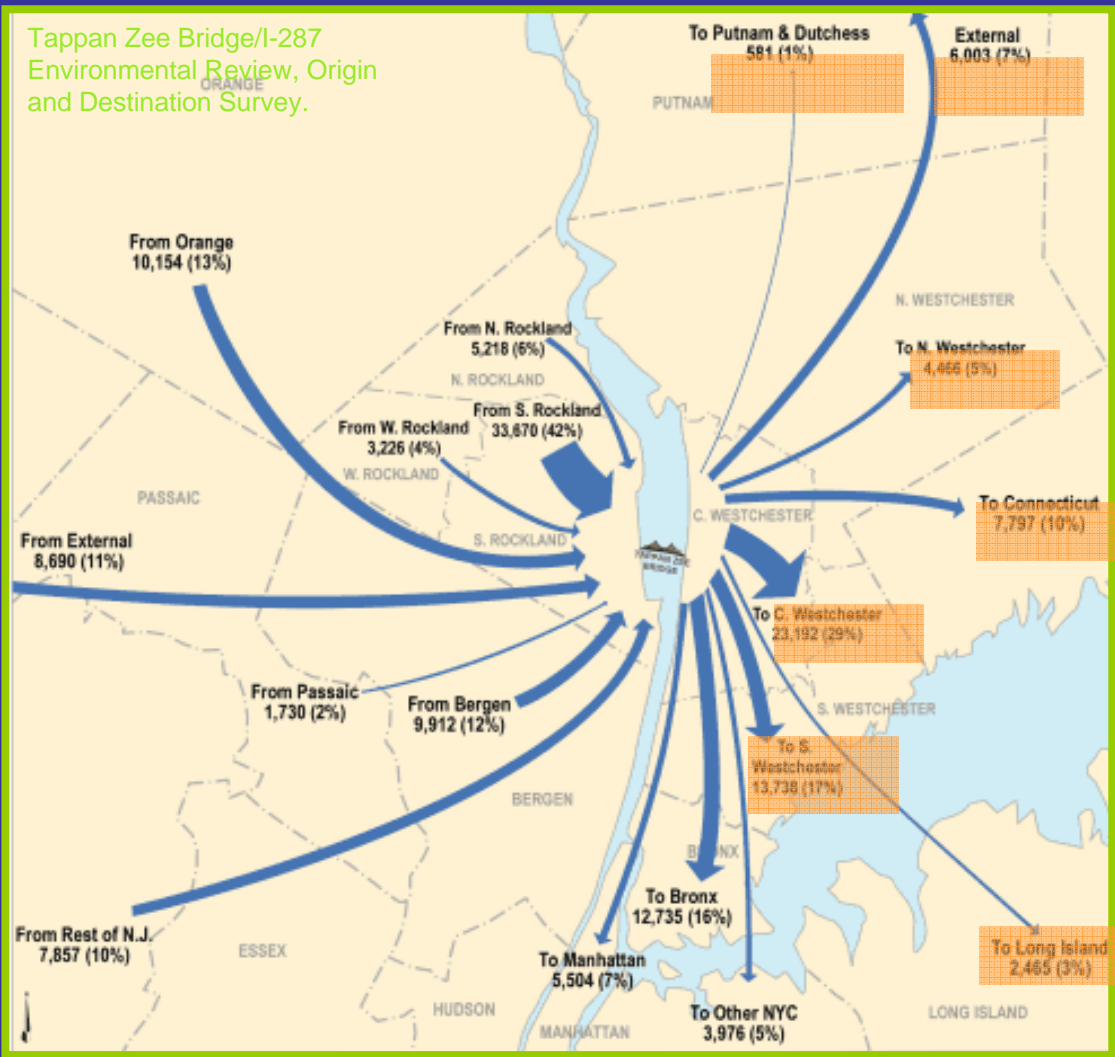 Tappan Zee Bridge/I-287
Environmental Review, Origin
and Destination Survey.
ORANGE
To Putnam & Dutchess
581 (1%)
External
6,003 (7%)
PUTNAM
From Orange
10,154 (13%)
N. WESTCHESTER
From N. Rockland
5,218 (6%)
To N. Westchester
4,466 (5%)
N. ROCKLAND
From S. Rockland
33,670 (42%)
From W. Rockland
3,226 (4%)
W. ROCKLAND
PASSAIC
To Connecticut
7,797 (10%)
C. WESTCHESTER
From External
8,690 (11%)
S. ROCKLAND
TAPPAN ZEE
BRIDGE
To C. Westchester
23,192 (29%)
From Passaic
1,730 (2%)
From Bergen
9,912 (12%)
S. WESTCHESTER
To S.
Westchester
13,738 (17%)
BERGEN
BRONX
To Bronx
12,735 (16%)
From Rest of N.J.
7,857 (10%)
ESSEX
To Manhattan
5,504 (7%)
To Long Island
2,465 (3%)
HUDSON
MANHATTAN
To Other NYC
3,976 (5%)
LONG ISLAND